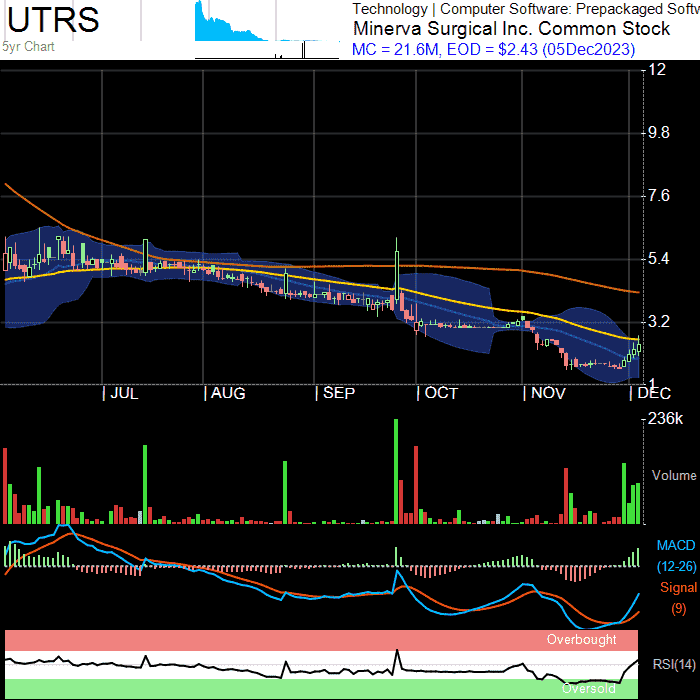 UTRS
5yr Chart
Technology | Computer Software: Prepackaged Softw
Minerva Surgical Inc. Common Stock
MC = 21.6M, EOD = $2.43 (05Dec2023)
12
9.8
7.6
5.4
3.2
1
JUL AUG SEP OCT NOV DEC
236k
Volume
MACD
(12-26)
Signal
(9)
Overbought
RSI(14)
Oversold